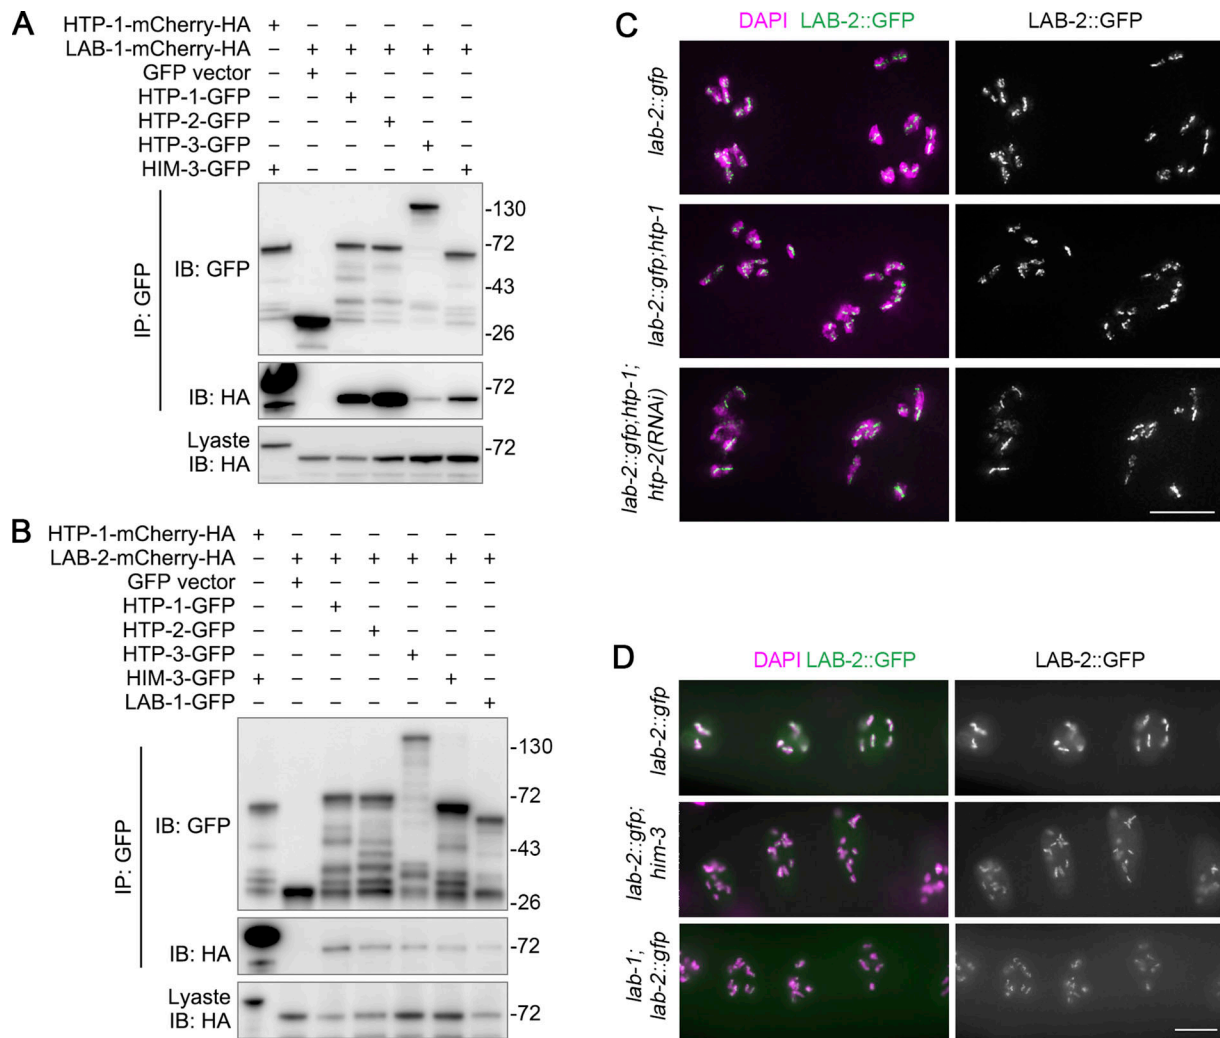 A
HTP-1-mCherry-HA + – – – – –
LAB-1-mCherry-HA – + + + + +
GFP vector – + – – – –
HTP-1-GFP – – + – – –
HTP-2-GFP – – – + – –
HTP-3-GFP – – – – + –
HIM-3-GFP + – – – – +
IP: GFP
IB: GFP
-130
-72
-43
-26
IB: HA
-72
Lyaste
IB: HA
-72
B
HTP-1-mCherry-HA + – – – – – –
LAB-2-mCherry-HA – + + + + + +
GFP vector – + – – – – –
HTP-1-GFP – – + – – – –
HTP-2-GFP – – – + – – –
HTP-3-GFP – – – – + – –
HIM-3-GFP + – – – – + –
LAB-1-GFP – – – – – – +
IP: GFP
IB: GFP
-130
-72
-43
-26
IB: HA
-72
Lyaste
IB: HA
-72
C
DAPI LAB-2::GFP
LAB-2::GFP
lab-2::gfp
lab-2::gfp;htp-1
lab-2::gfp;htp-1;
htp-2(RNAi)
D
DAPI LAB-2::GFP
LAB-2::GFP
lab-2::gfp
lab-2::gfp;
him-3
lab-1;
lab-2::gfp